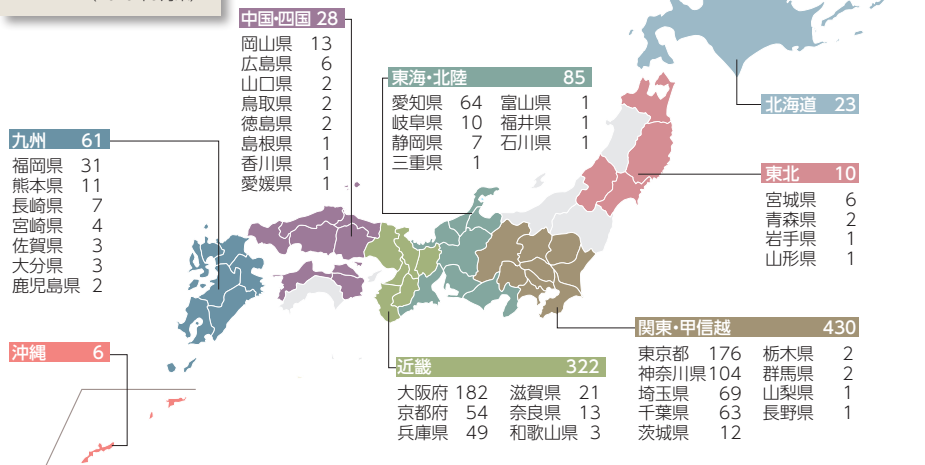 中国・四国 28
岡山県 13
広島県 6
山口県 2
鳥取県 2
徳島県 2
島根県 1
香川県 1
愛媛県 1
東海・北陸 85
愛知県 64 富山県 1
岐阜県 10 福井県 1
静岡県 7 石川県 1
三重県 1
北海道 23
九州 61
福岡県 31
熊本県 11
長崎県 7
宮崎県 4
佐賀県 3
大分県 3
鹿児島県 2
東北 10
宮城県 6
青森県 2
岩手県 1
山形県 1
沖縄 6
近畿 322
大阪府 182 滋賀県 21
京都府 54 奈良県 13
兵庫県 49 和歌山県 3
関東・甲信越 430
東京都 176 栃木県 2
神奈川県 104 群馬県 2
埼玉県 69 山梨県 1
千葉県 63 長野県 1
茨城県 12